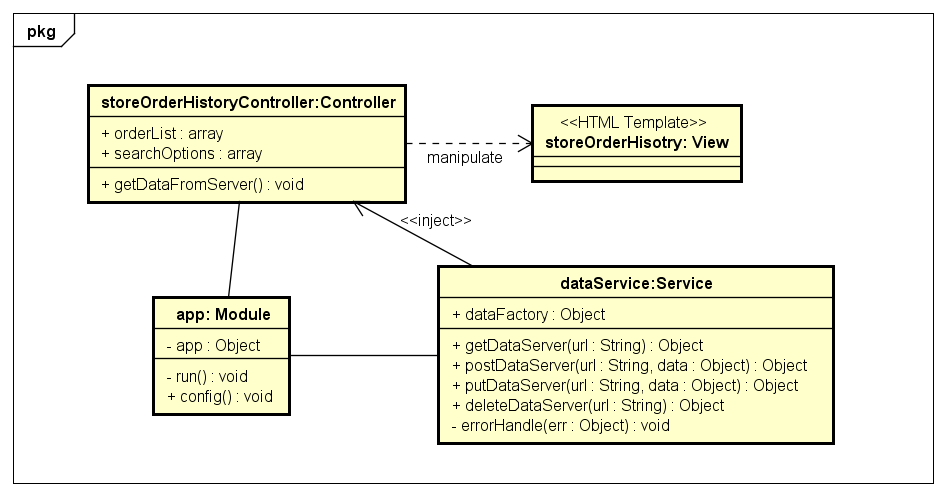 pkg
storeOrderHistoryController:Controller
+ orderList : array
+ searchOptions : array
+ getDataFromServer() : void
manipulate
<<HTML Template>>
storeOrderHisotry: View
<<inject>>
app: Module
- app : Object
- run() : void
+ config() : void
dataService:Service
+ dataFactory : Object
+ getDataServer(url : String) : Object
+ postDataServer(url : String, data : Object) : Object
+ putDataServer(url : String, data : Object) : Object
+ deleteDataServer(url : String) : Object
- errorHandle(err : Object) : void